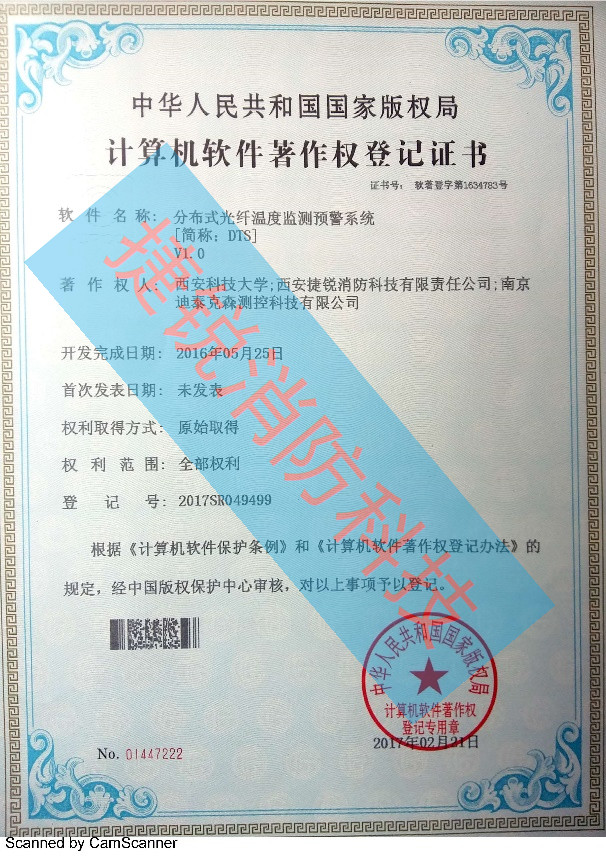 中华人民共和国国家版权局
计算机软件著作权登记证书
证书号： 软著登字第1634783号
软件名称： 分布式光纤温度监测预警系统
[简称：DTS]
V1.0
著作权人： 西安科技大学;西安捷锐消防科技有限责任公司;南京
迪泰克森测控科技有限公司
开发完成日期： 2016年05月25日
首次发表日期： 未发表
权利取得方式： 原始取得
权利范围： 全部权利
登记号： 2017SR049499
根据《计算机软件保护条例》和《计算机软件著作权登记办法》的
规定，经中国版权保护中心审核，对以上事项予以登记。
捷锐消防科技
中华人民共和国国家版权局
计算机软件著作权
登记专用章
2017年02月21日
No. 01447222
Scanned by CamScanner